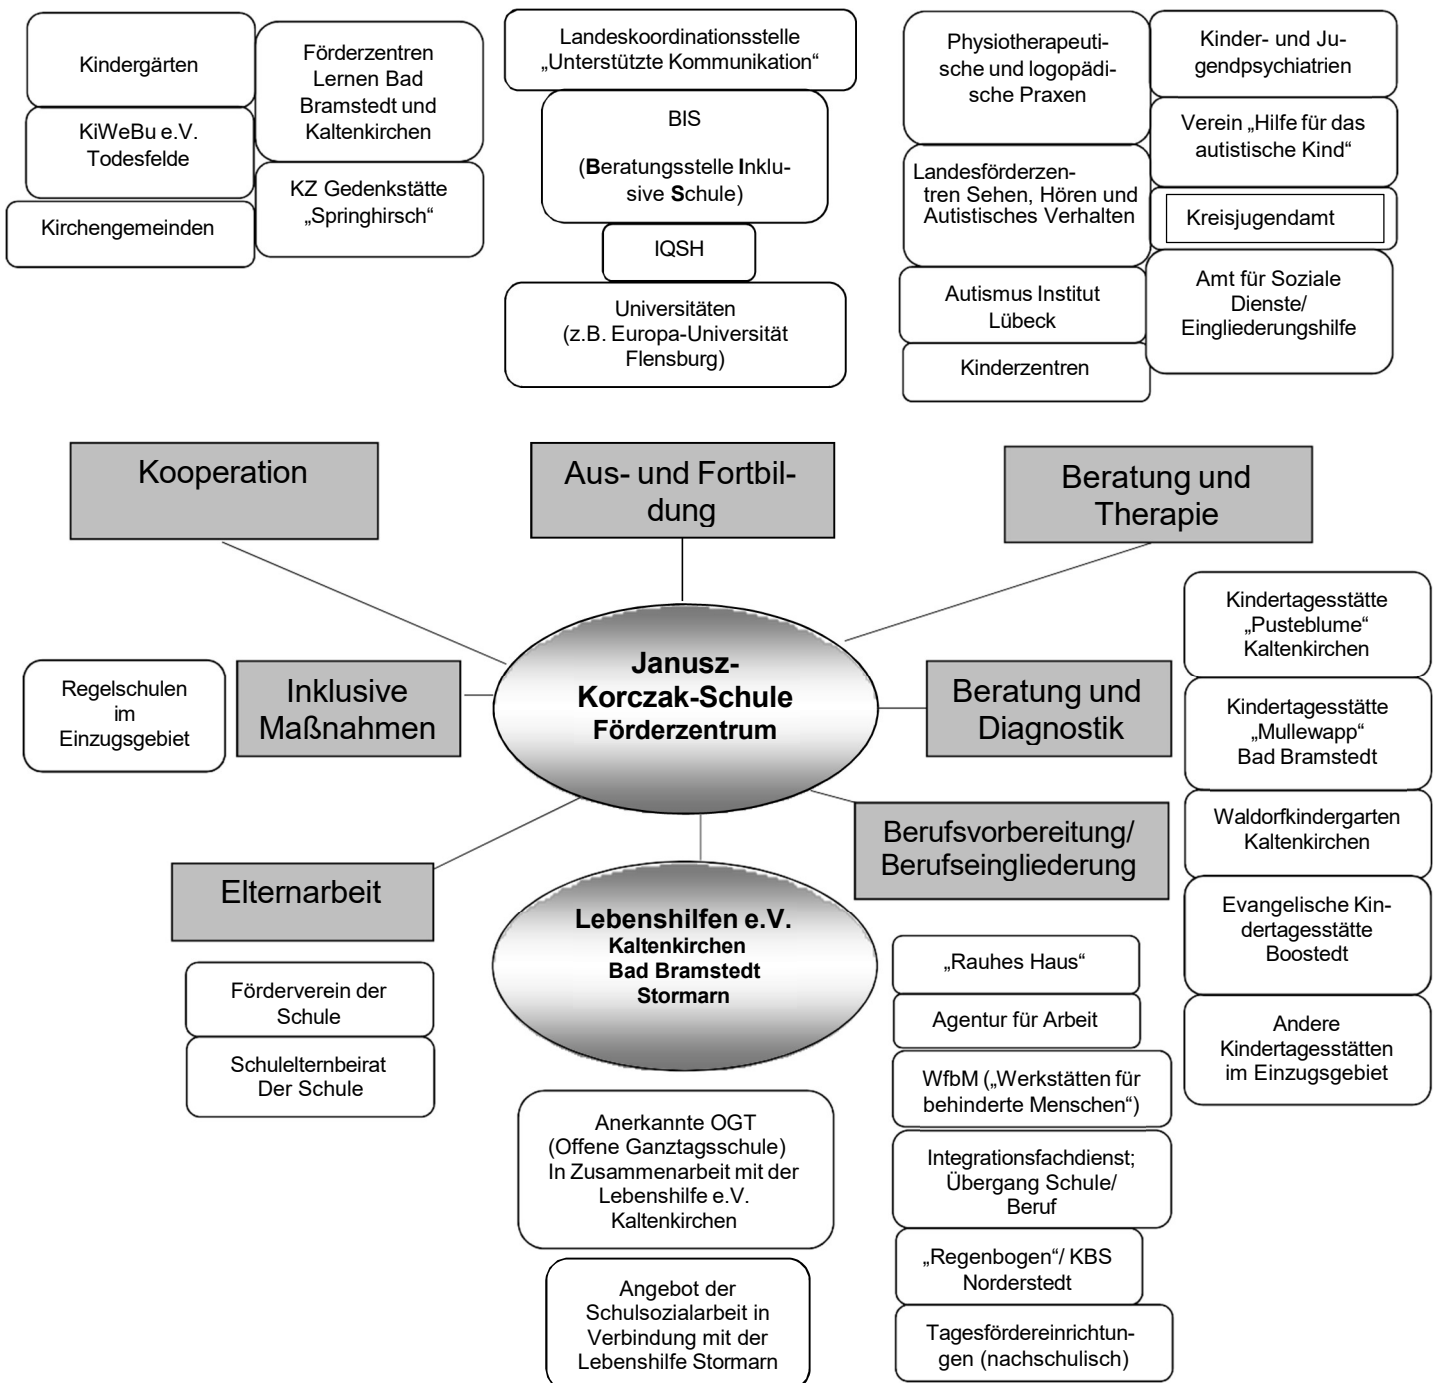 Kindergärten
KiWeBu e.V.
Todesfelde
Kirchengemeinden
Förderzentren
Lernen Bad
Bramstedt und
Kaltenkirchen
KZ Gedenkstätte
„Springhirsch“
Landeskoordinationsstelle
„Unterstützte Kommunikation“
BIS
(Beratungsstelle Inklu-
sive Schule)
IQSH
Universitäten
(z.B. Europa-Universität
Flensburg)
Physiotherapeuti-
sche und logopädi-
sche Praxen
Landesförderzen-
tren Sehen, Hören und
Autistisches Verhalten
Autismus Institut
Lübeck
Kinderzentren
Kinder- und Ju-
gendpsychiatrien
Verein „Hilfe für das
autistische Kind“
Kreisjugendamt
Amt für Soziale
Dienste/
Eingliederungshilfe
Kooperation
Aus- und Fortbil-
dung
Beratung und
Therapie
Regelschulen
im
Einzugsgebiet
Inklusive
Maßnahmen
Janusz-
Korczak-Schule
Förderzentrum
Beratung und
Diagnostik
Kindertagesstätte
„Pusteblume“
Kaltenkirchen
Kindertagesstätte
„Mullewapp“
Bad Bramstedt
Waldorfkindergarten
Kaltenkirchen
Evangelische Kin-
dertagesstätte
Boostedt
Andere
Kindertagesstätten
im Einzugsgebiet
Elternarbeit
Förderverein der
Schule
Schulelternbeirat
Der Schule
Lebenshilfen e.V.
Kaltenkirchen
Bad Bramstedt
Stormarn
Anerkannte OGT
(Offene Ganztagsschule)
In Zusammenarbeit mit der
Lebenshilfe e.V.
Kaltenkirchen
Angebot der
Schulsozialarbeit in
Verbindung mit der
Lebenshilfe Stormarn
Berufsvorbereitung/
Berufseingliederung
„Rauhes Haus“
Agentur für Arbeit
WfbM („Werkstätten für
behinderte Menschen“)
Integrationsfachdienst;
Übergang Schule/
Beruf
„Regenbogen“/ KBS
Norderstedt
Tagesfördereinrichtun-
gen (nachschulisch)